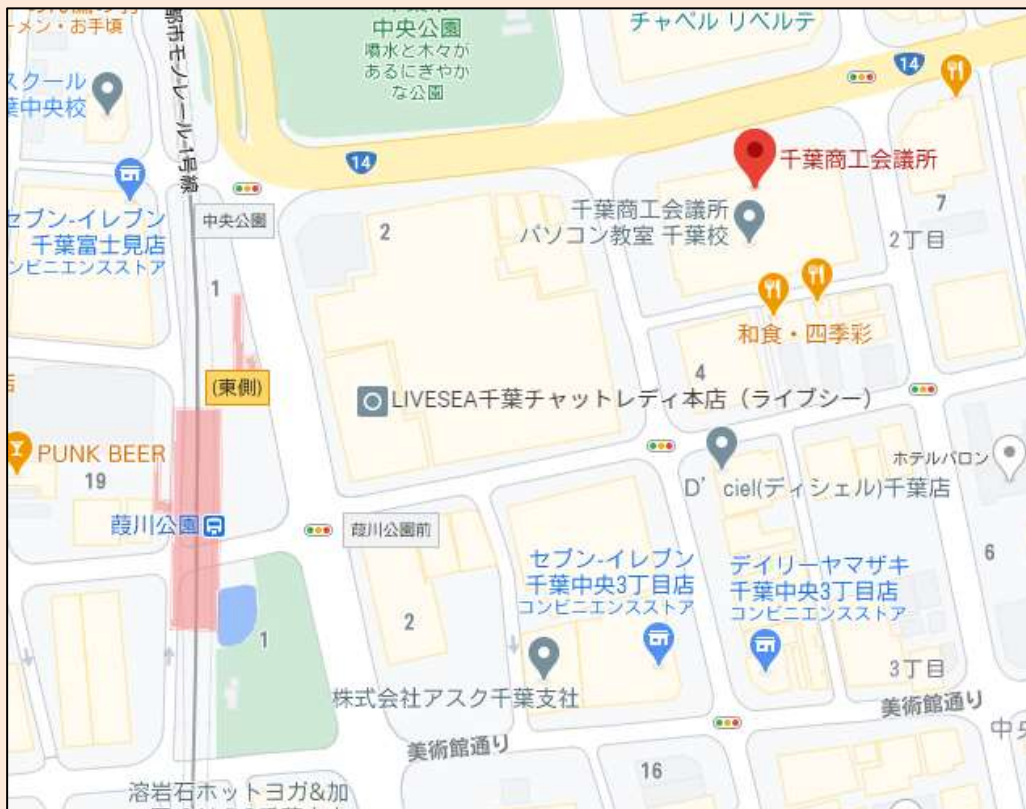 メン・お手頃
中央公園
噴水と木々が
あるにぎやか
な公園
チャペル リベルテ
14
都市モノレール1号線
スクール
葉中央校
14
千葉商工会議所
セブン-イレブン
千葉富士見店
コンビニエンスストア
中央公園
2
千葉商工会議所
パソコン教室 千葉校
7
2丁目
1
和食・四季彩
(東側)
4
LIVESEA千葉チャットレディ本店（ライブシー）
PUNK BEER
19
ホテルバロン
D’ ciel(ディシェル)千葉店
葭川公園
葭川公園前
セブン-イレブン
千葉中央3丁目店
コンビニエンスストア
デイリーヤマザキ
千葉中央3丁目店
コンビニエンスストア
6
2
1
3丁目
株式会社アスク千葉支社
美術館通り
美術館通り
中央
16
溶岩石ホットヨガ&加